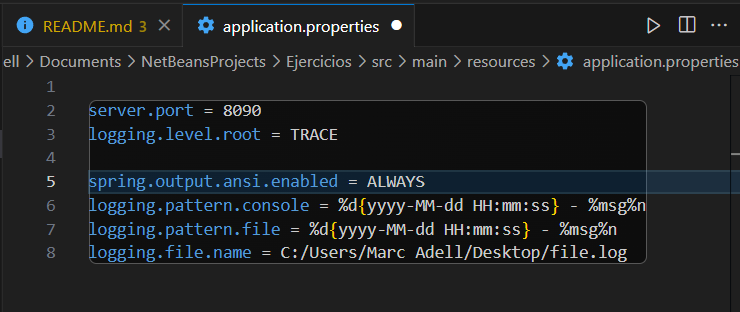 README.md 3
application.properties
ell > Documents > NetBeansProjects > Ejercicios > src > main > resources > application.properties
1
2 server.port = 8090
3 logging.level.root = TRACE
4
5 spring.output.ansi.enabled = ALWAYS
6 logging.pattern.console = %d{yyyy-MM-dd HH:mm:ss} - %msg%n
7 logging.pattern.file = %d{yyyy-MM-dd HH:mm:ss} - %msg%n
8 logging.file.name = C:/Users/Marc Adell/Desktop/file.log